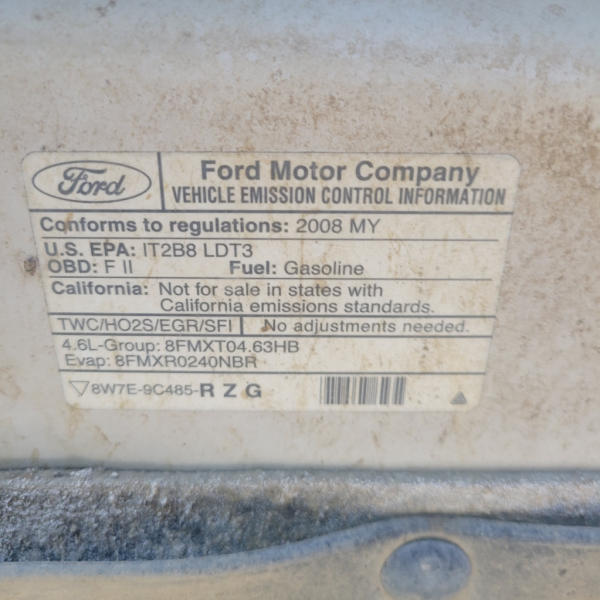 Ford
Ford Motor Company
VEHICLE EMISSION CONTROL INFORMATION
Conforms to regulations: 2008 MY
U.S. EPA: IT2B8 LDT3
OBD: F II Fuel: Gasoline
California: Not for sale in states with
California emissions standards.
TWC/HO2S/EGR/SFI No adjustments needed.
4.6L-Group: 8FMXT04.63HB
Evap: 8FMXR0240NBR
8W7E-9C485-R Z G